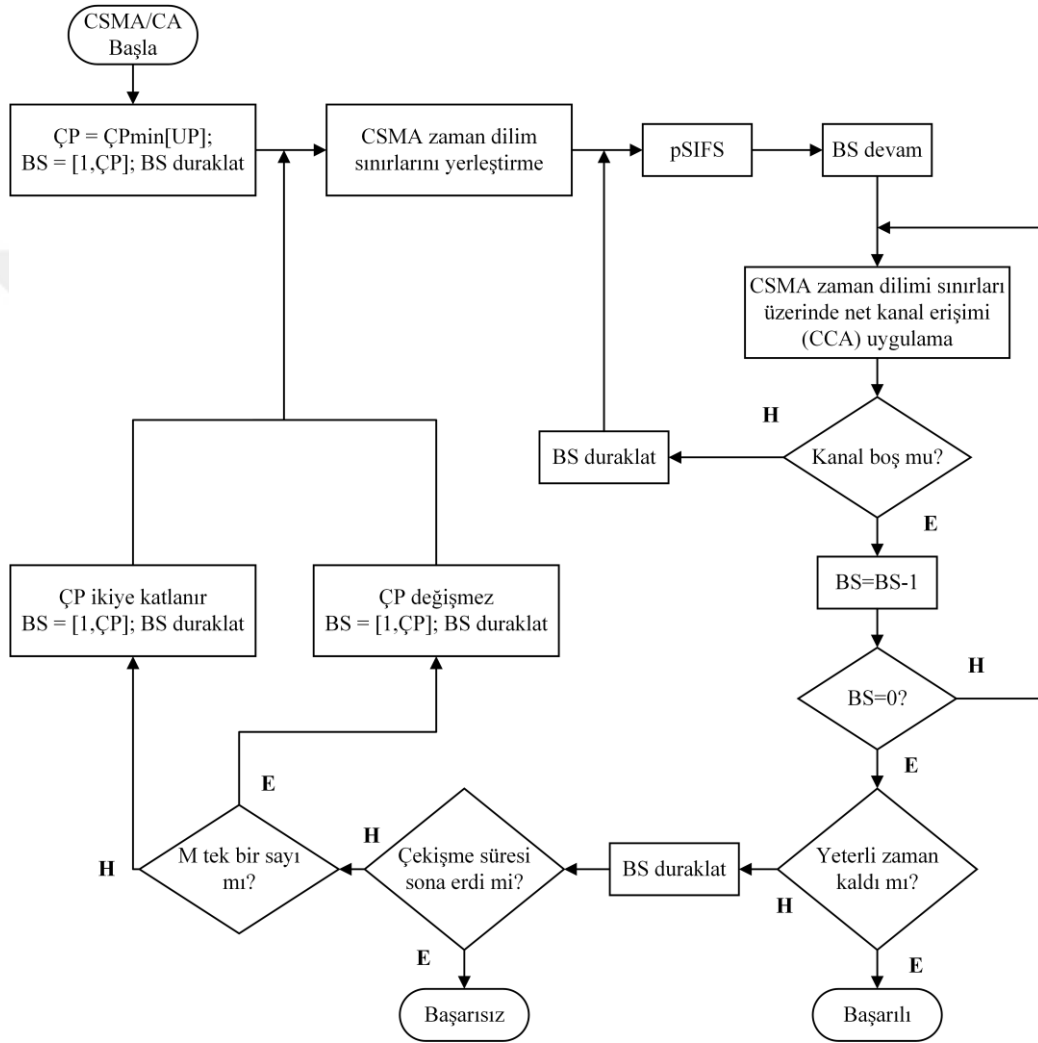 CSMA/CA
Başla
ÇP = ÇPmin[UP];
BS = [1,ÇP]; BS duraklat
CSMA zaman dilim
sınırlarını yerleştirme
pSIFS
BS devam
CSMA zaman dilimi sınırları
üzerinde net kanal erişimi
(CCA) uygulama
H
BS duraklat
Kanal boş mu?
E
BS=BS-1
ÇP ikiye katlanır
BS = [1,ÇP]; BS duraklat
ÇP değişmez
BS = [1,ÇP]; BS duraklat
BS=0?
H
E
E
M tek bir sayı
mı?
H
H
Çekişme süresi
sona erdi mi?
E
BS duraklat
Yeterli zaman
kaldı mı?
H
E
Başarısız
Başarılı